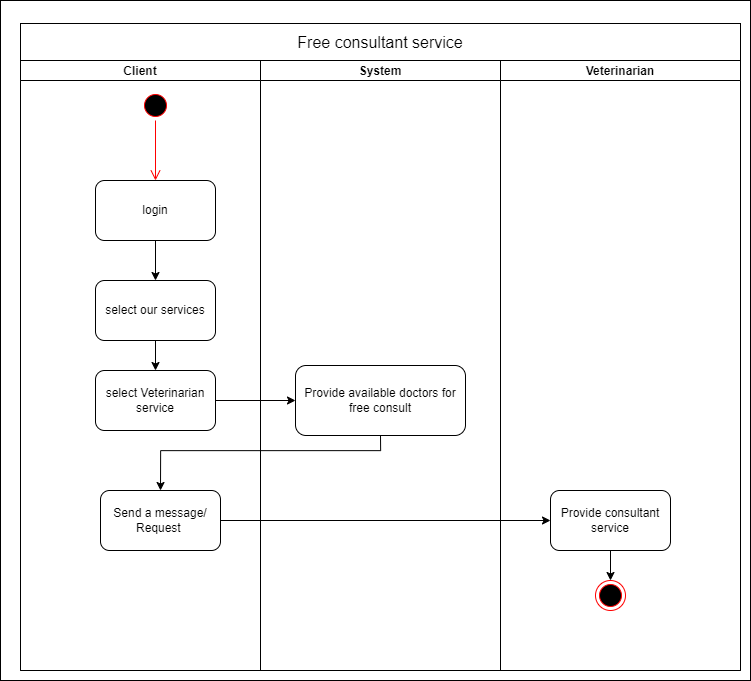 Free consultant service
Client
System
Veterinarian
login
select our services
select Veterinarian
service
Provide available doctors for
free consult
Send a message/
Request
Provide consultant
service